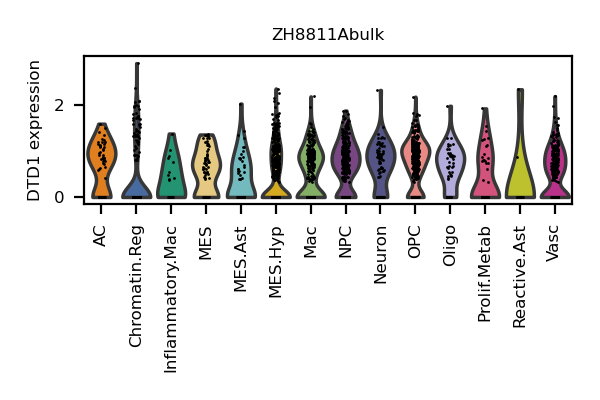 ZH8811Abulk
DTD1 expression
2
0
AC
Chromatin.Reg
Inflammatory.Mac
MES
MES.Ast
MES.Hyp
Mac
NPC
Neuron
OPC
Oligo
Prolif.Metab
Reactive.Ast
Vasc